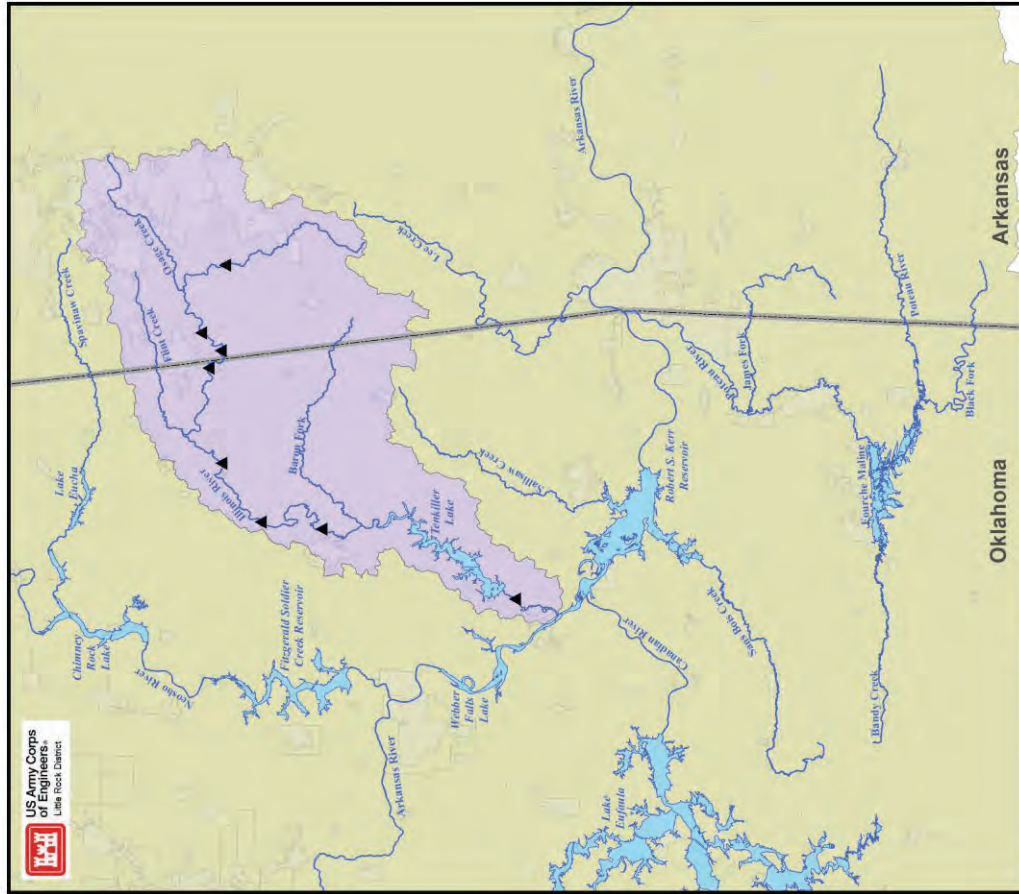 US Army Corps
of Engineers®
Little Rock District
Spavinaw Creek
Lake
Eucha
Chimney
Rock
Lake
Neosho River
Fitzgerald Soldier
Creek Reservoir
Arkansas River
Webber
Falls
Lake
Osage Creek
Flint Creek
Illinois River
Baron Fork
Tenkiller
Lake
Lee Creek
Arkansas River
Sallisaw Creek
Robert S. Kerr
Reservoir
Canadian River
Sans Bois Creek
Lake
Eufaula
Poteau River
James Fork
Poteau River
Black Fork
Fourche Maline
Bandy Creek
Oklahoma
Arkansas